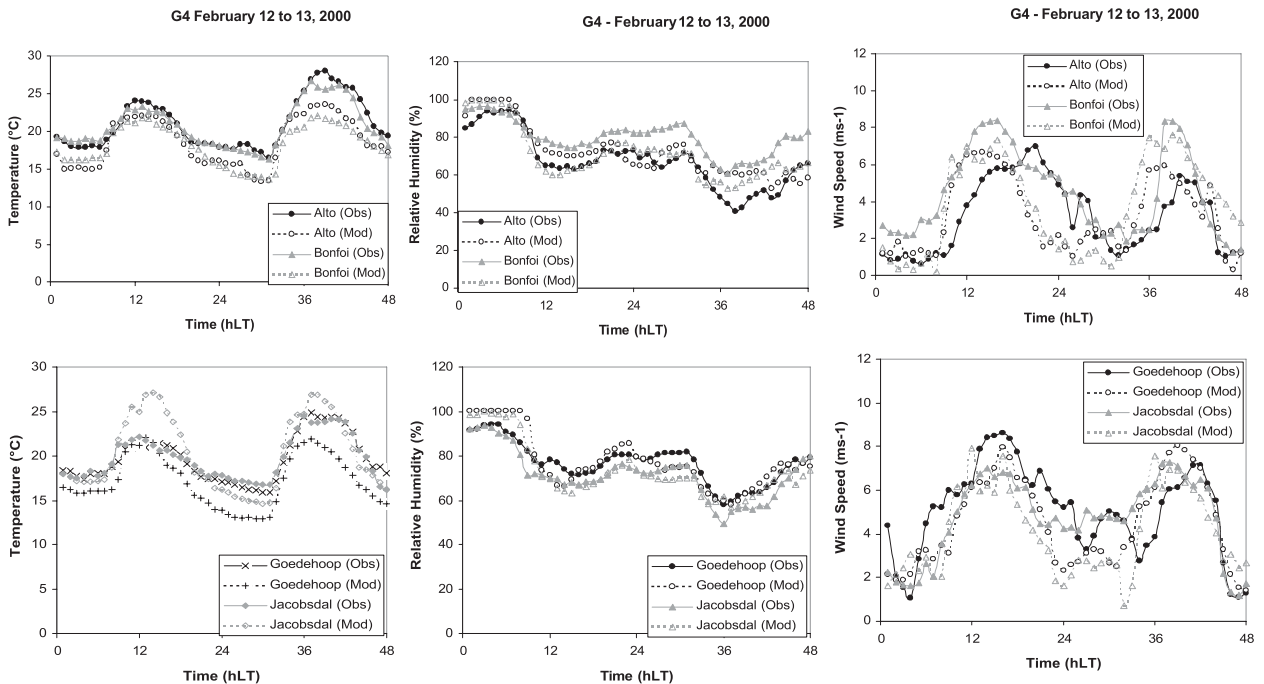 G4 February 12 to 13, 2000
Temperature (°C)
30
25
20
15
10
5
0
0
12
24
36
48
Time (hLT)
Alto (Obs)
Alto (Mod)
Bonfoi (Obs)
Bonfoi (Mod)
G4 - February 12 to 13, 2000
Relative Humidity (%)
120
100
80
60
40
20
0
0
12
24
36
48
Time (hLT)
Alto (Obs)
Alto (Mod)
Bonfoi (Obs)
Bonfoi (Mod)
G4 - February 12 to 13, 2000
Wind Speed (ms-1)
12
10
8
6
4
2
0
0
12
24
36
48
Time (hLT)
Alto (Obs)
Alto (Mod)
Bonfoi (Obs)
Bonfoi (Mod)
Temperature (°C)
30
25
20
15
10
5
0
0
12
24
36
48
Time (hLT)
Goedehoop (Obs)
Goedehoop (Mod)
Jacobsdal (Obs)
Jacobsdal (Mod)
Relative Humidity (%)
120
100
80
60
40
20
0
0
12
24
36
48
Time (hLT)
Goedehoop (Obs)
Goedehoop (Mod)
Jacobsdal (Obs)
Jacobsdal (Mod)
Wind Speed (ms-1)
12
10
8
6
4
2
0
0
12
24
36
48
Time (hLT)
Goedehoop (Obs)
Goedehoop (Mod)
Jacobsdal (Obs)
Jacobsdal (Mod)